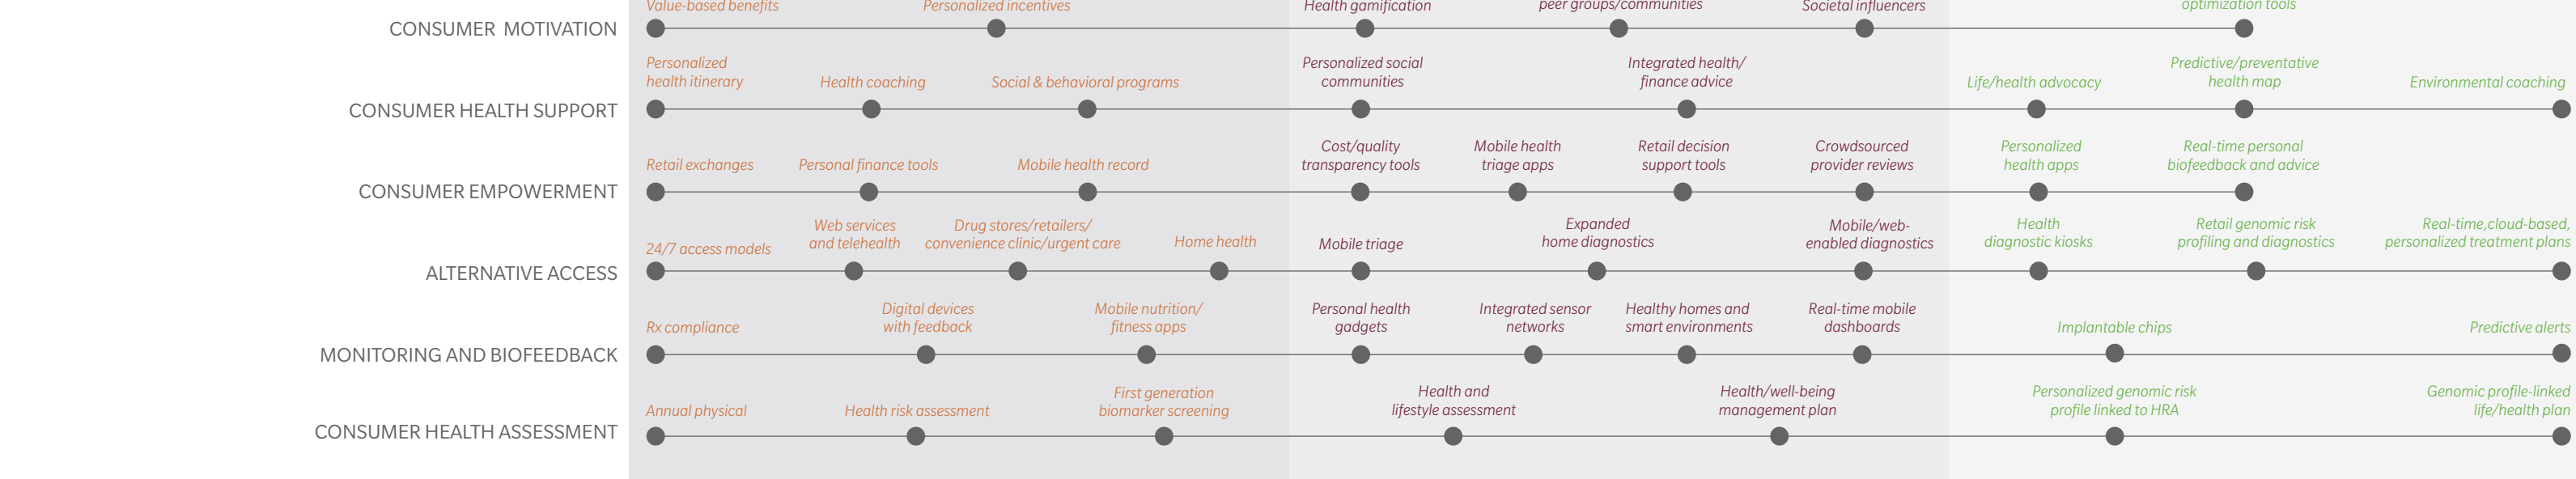 Value-based benefits
Personalized incentives
Health gamification
peer groups/communities
Societal influencers
optimization tools
CONSUMER MOTIVATION
Personalized
health itinerary
Health coaching
Social & behavioral programs
Personalized social
communities
Integrated health/
finance advice
Life/health advocacy
Predictive/preventative
health map
Environmental coaching
CONSUMER HEALTH SUPPORT
Retail exchanges
Personal finance tools
Mobile health record
Cost/quality
transparency tools
Mobile health
triage apps
Retail decision
support tools
Crowdsourced
provider reviews
Personalized
health apps
Real-time personal
biofeedback and advice
CONSUMER EMPOWERMENT
24/7 access models
Web services
and telehealth
Drug stores/retailers/
convenience clinic/urgent care
Home health
Mobile triage
Expanded
home diagnostics
Mobile/web-
enabled diagnostics
Health
diagnostic kiosks
Retail genomic risk
profiling and diagnostics
Real-time,cloud-based,
personalized treatment plans
ALTERNATIVE ACCESS
Rx compliance
Digital devices
with feedback
Mobile nutrition/
fitness apps
Personal health
gadgets
Integrated sensor
networks
Healthy homes and
smart environments
Real-time mobile
dashboards
Implantable chips
Predictive alerts
MONITORING AND BIOFEEDBACK
Annual physical
Health risk assessment
First generation
biomarker screening
Health and
lifestyle assessment
Health/well-being
management plan
Personalized genomic risk
profile linked to HRA
Genomic profile-linked
life/health plan
CONSUMER HEALTH ASSESSMENT